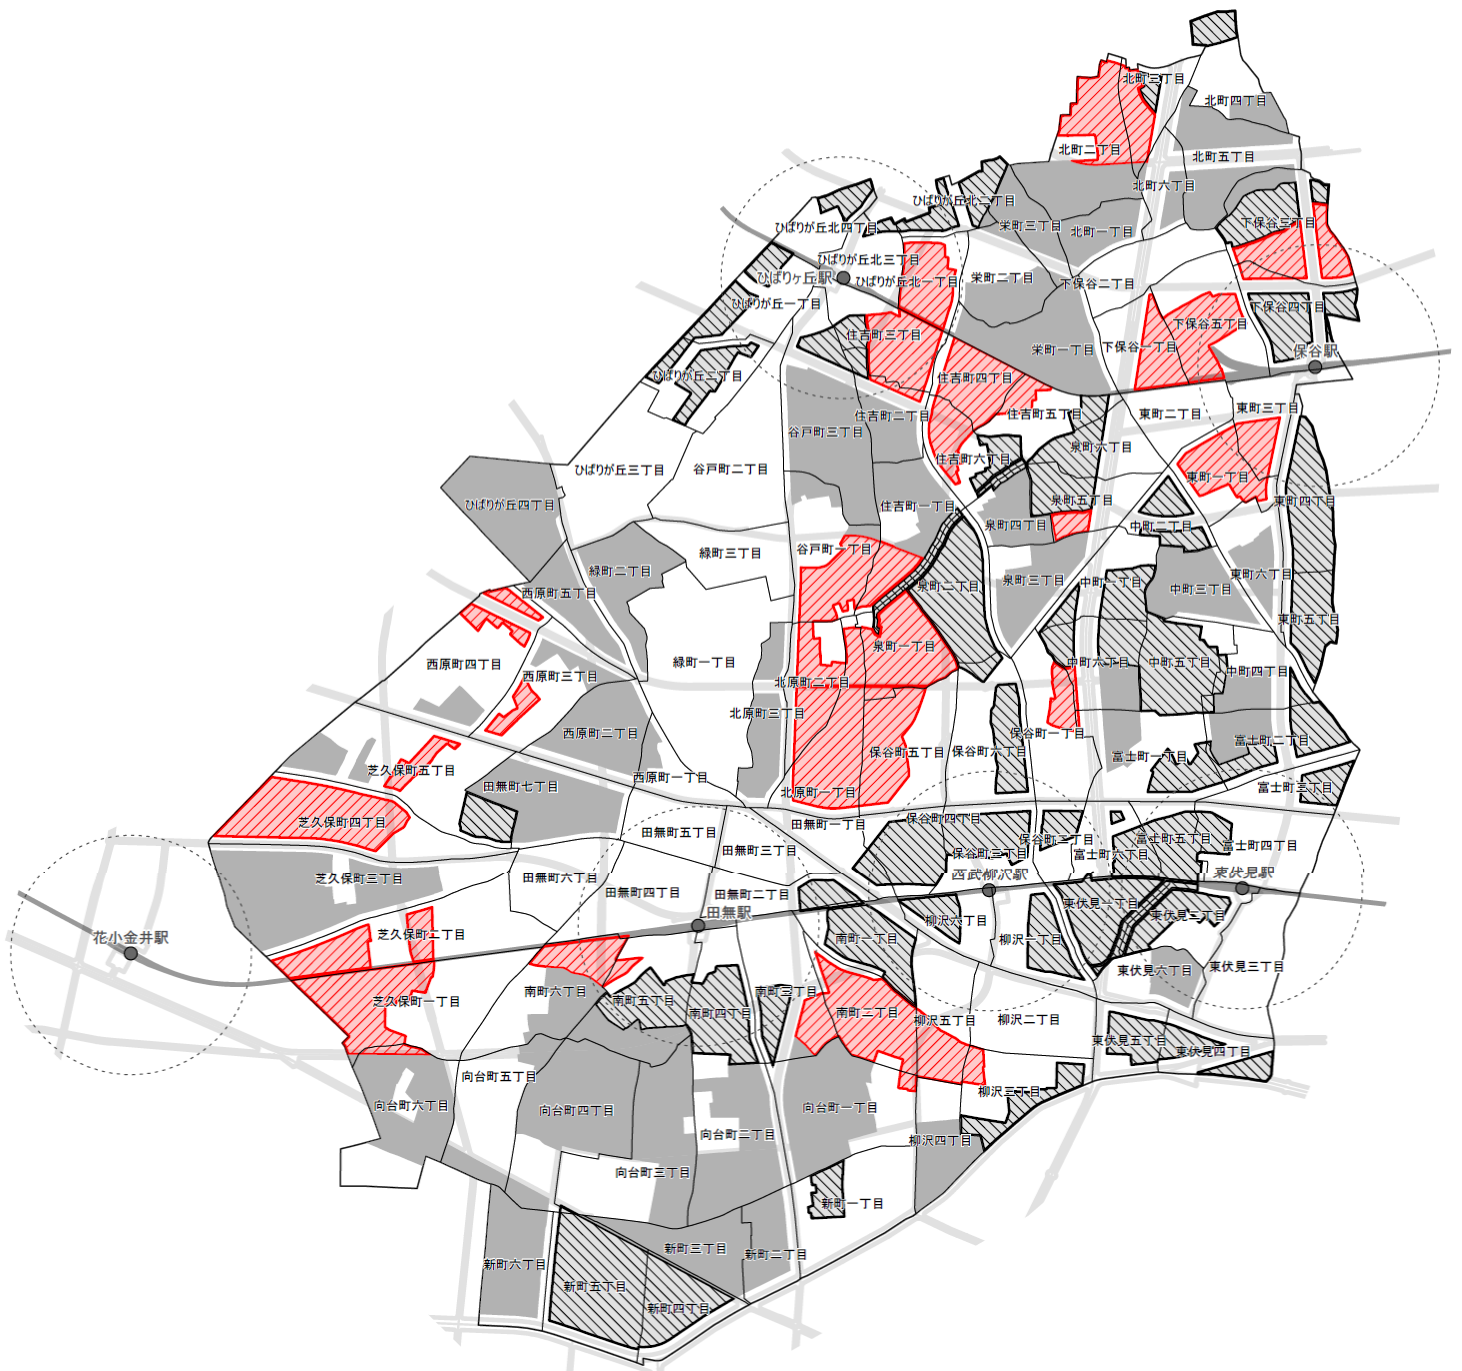 北町三丁目
北町四丁目
北町二丁目
北町五丁目
北町六丁目
ひばりが丘北二丁目
栄町三丁目
北町一丁目
下保谷三丁目
ひばりが丘北四丁目
ひばりが丘北三丁目
ひばりヶ丘駅
ひばりが丘北一丁目
栄町二丁目
下保谷二丁目
ひばりが丘一丁目
下保谷四丁目
下保谷五丁目
住吉町三丁目
栄町一丁目
下保谷一丁目
保谷駅
ひばりが丘二丁目
住吉町四丁目
住吉町二丁目
住吉町五丁目
東町二丁目
東町三丁目
谷戸町三丁目
泉町六丁目
住吉町六丁目
ひばりが丘三丁目
谷戸町二丁目
東町一丁目
ひばりが丘四丁目
住吉町一丁目
泉町五丁目
東町四丁目
泉町四丁目
中町二丁目
緑町三丁目
谷戸町一丁目
緑町二丁目
泉町三丁目
中町一丁目
東町六丁目
西原町五丁目
泉町二丁目
中町三丁目
東町五丁目
泉町一丁目
西原町四丁目
緑町一丁目
中町六丁目
中町五丁目
中町四丁目
西原町三丁目
北原町二丁目
北原町三丁目
西原町二丁目
保谷町五丁目
保谷町六丁目
保谷町一丁目
富士町二丁目
芝久保町五丁目
田無町七丁目
西原町一丁目
富士町一丁目
北原町一丁目
富士町三丁目
芝久保町四丁目
田無町五丁目
田無町一丁目
保谷町四丁目
保谷町二丁目
富士町五丁目
富士町四丁目
田無町三丁目
保谷町三丁目
富士町六丁目
芝久保町三丁目
田無町六丁目
田無町四丁目
田無町二丁目
西武柳沢駅
東伏見駅
田無駅
東伏見一丁目
東伏見二丁目
花小金井駅
芝久保町二丁目
南町一丁目
柳沢六丁目
柳沢一丁目
東伏見六丁目
東伏見三丁目
芝久保町一丁目
南町六丁目
南町五丁目
南町四丁目
南町三丁目
南町二丁目
柳沢五丁目
柳沢二丁目
東伏見五丁目
東伏見四丁目
向台町五丁目
柳沢三丁目
向台町六丁目
向台町四丁目
向台町一丁目
向台町二丁目
柳沢四丁目
向台町三丁目
新町一丁目
新町三丁目
新町二丁目
新町六丁目
新町五丁目
新町四丁目